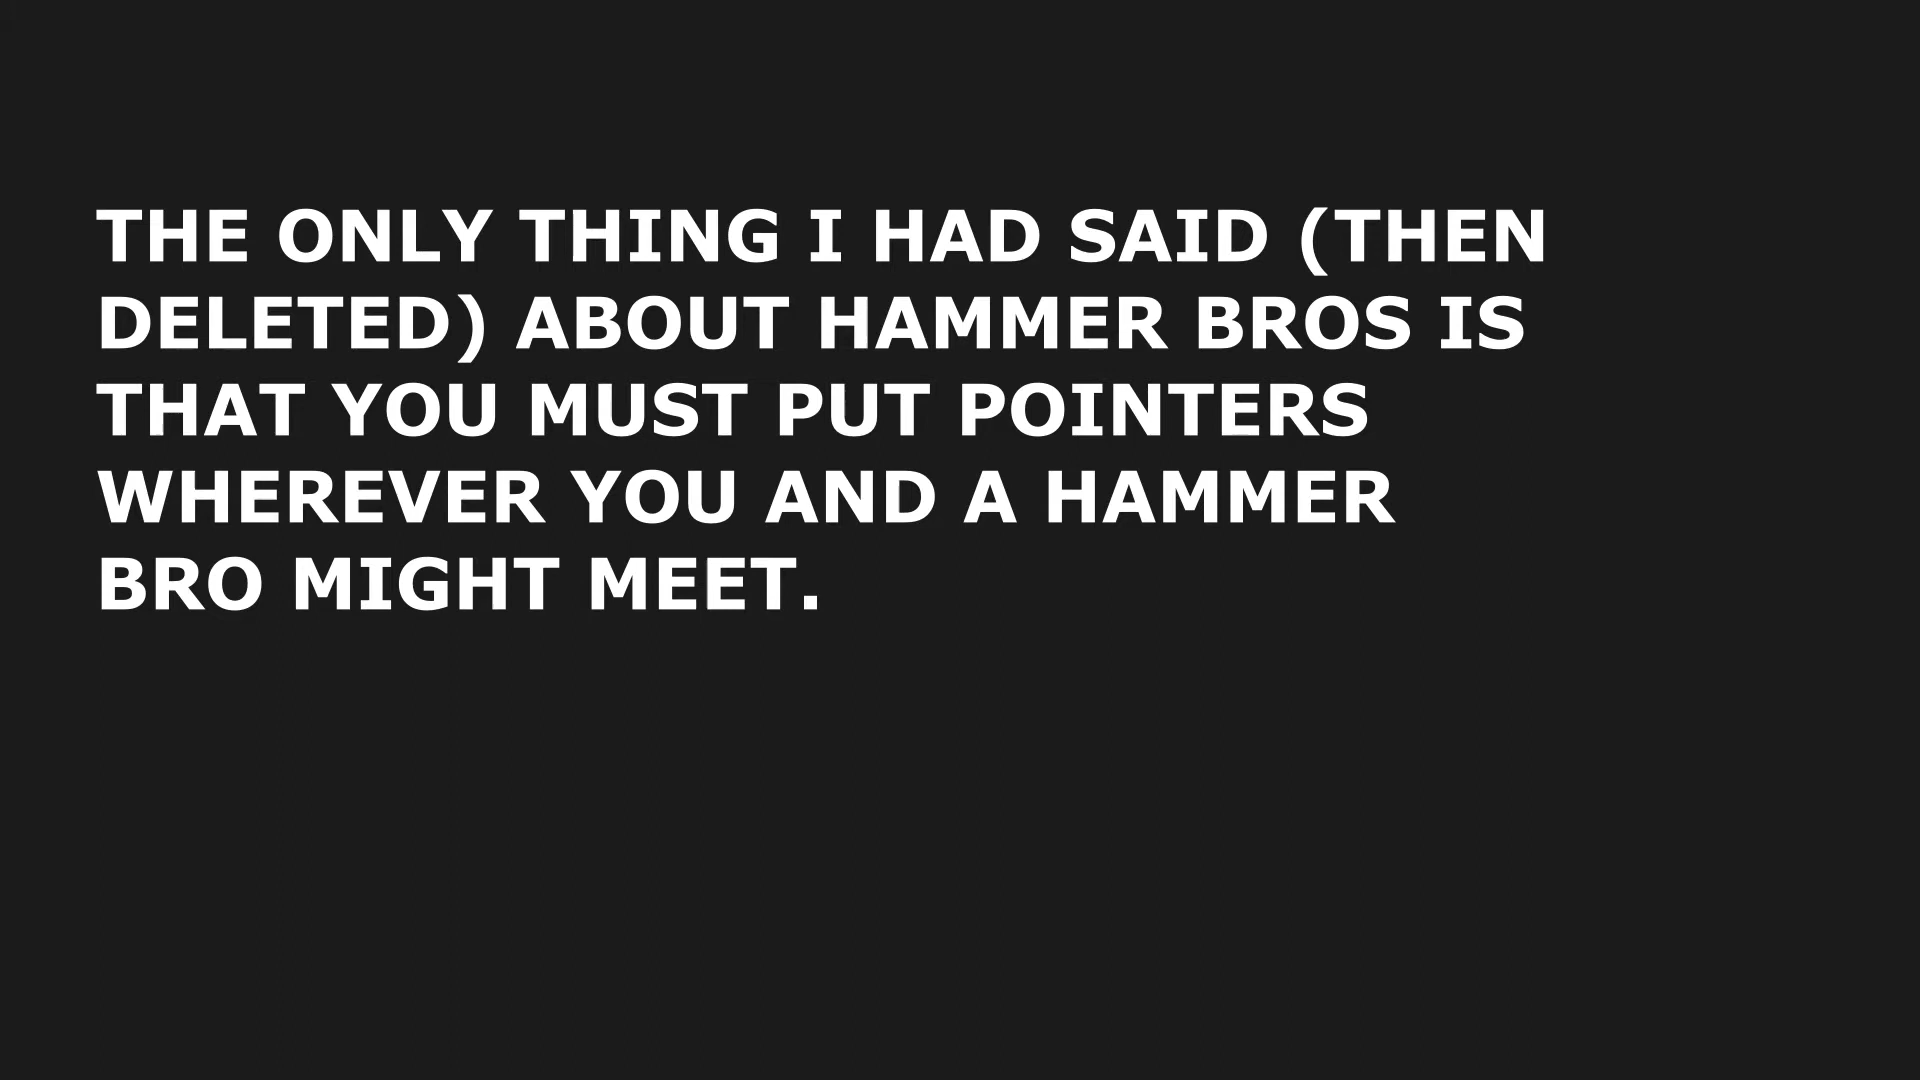 THE ONLY THING I HAD SAID (THEN
DELETED) ABOUT HAMMER BROS IS
THAT YOU MUST PUT POINTERS
WHEREVER YOU AND A HAMMER
BRO MIGHT MEET.